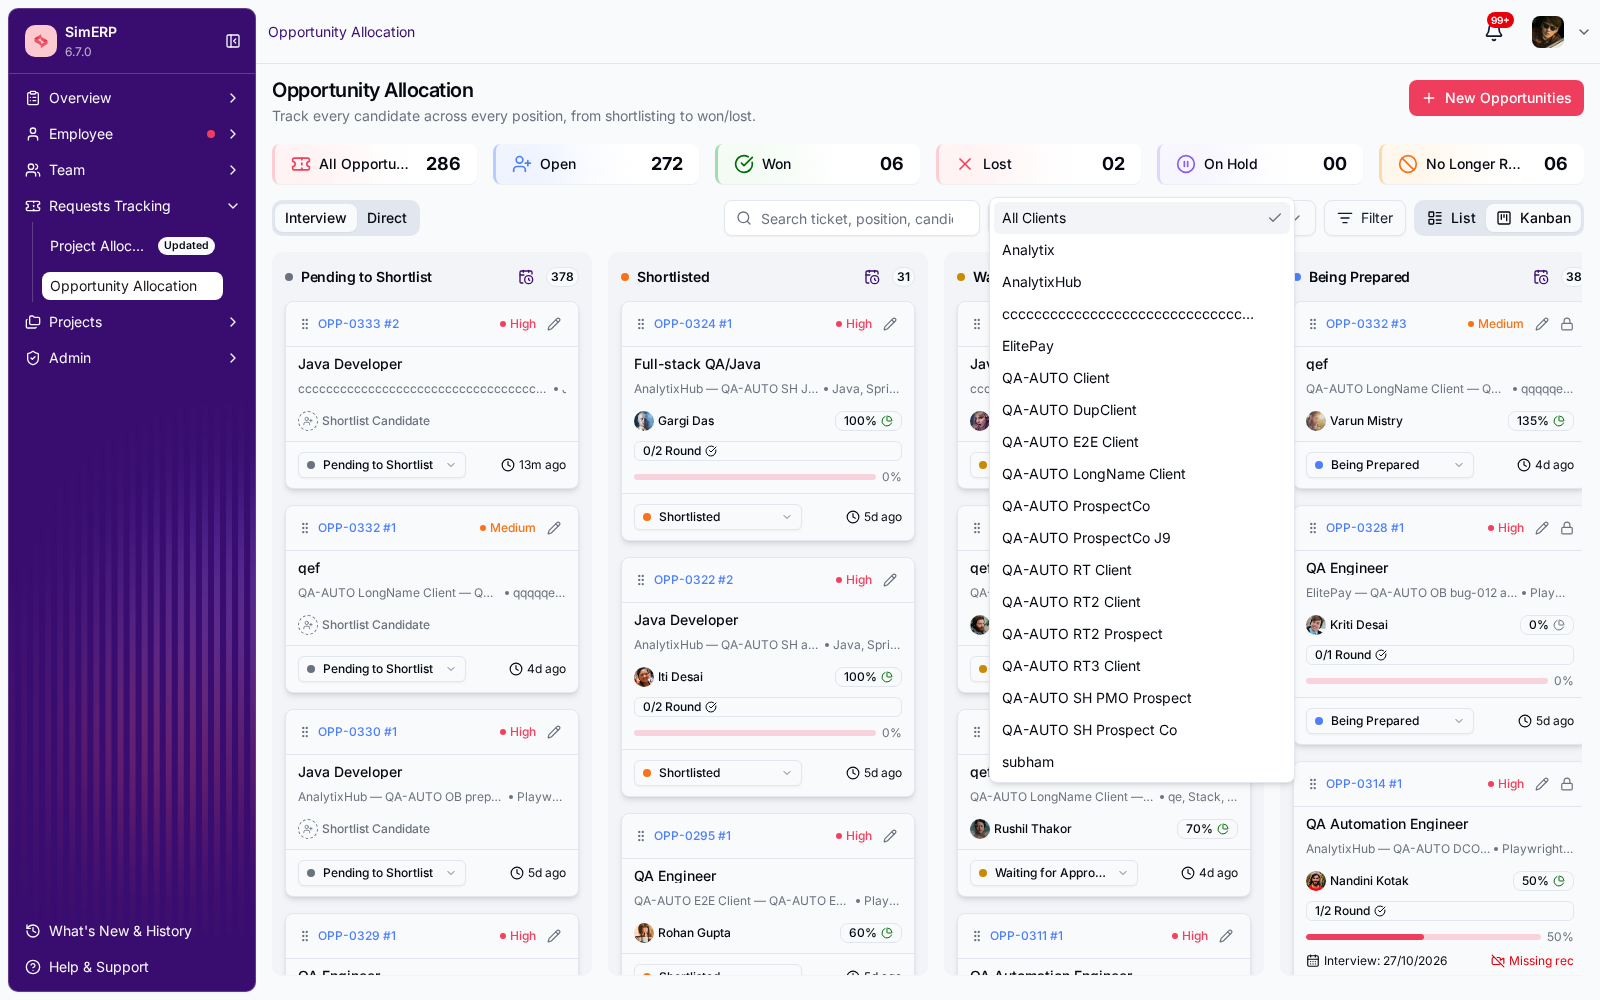 SimERP
6.7.0
Overview
Employee
Team
Requests Tracking
Project Alloc... Updated
Opportunity Allocation
Projects
Admin
What's New & History
Help & Support
Opportunity Allocation
99+
Opportunity Allocation
Track every candidate across every position, from shortlisting to won/lost.
New Opportunities
All Opportu... 286
Open 272
Won 06
Lost 02
On Hold 00
No Longer R... 06
Interview Direct
Search ticket, position, candi
Filter
List Kanban
All Clients
Analytix
AnalytixHub
cccccccccccccccccccccccccccccc...
ElitePay
QA-AUTO Client
QA-AUTO DupClient
QA-AUTO E2E Client
QA-AUTO LongName Client
QA-AUTO ProspectCo
QA-AUTO ProspectCo J9
QA-AUTO RT Client
QA-AUTO RT2 Client
QA-AUTO RT2 Prospect
QA-AUTO RT3 Client
QA-AUTO SH PMO Prospect
QA-AUTO SH Prospect Co
subham
Pending to Shortlist 378
OPP-0333 #2 High
Java Developer
ccccccccccccccccccccccccccccccccccc... •
Shortlist Candidate
Pending to Shortlist 13m ago
OPP-0332 #1 Medium
qef
QA-AUTO LongName Client — Q... • qqqqqe...
Shortlist Candidate
Pending to Shortlist 4d ago
OPP-0330 #1 High
Java Developer
AnalytixHub — QA-AUTO OB prep... • Playw...
Shortlist Candidate
Pending to Shortlist 5d ago
OPP-0329 #1 High
QA Engineer
Shortlisted 31
OPP-0324 #1 High
Full-stack QA/Java
AnalytixHub — QA-AUTO SH J... • Java, Spri...
Gargi Das 100%
0/2 Round
0%
Shortlisted 5d ago
OPP-0322 #2 High
Java Developer
AnalytixHub — QA-AUTO SH a... • Java, Spri...
Iti Desai 100%
0/2 Round
0%
Shortlisted 5d ago
OPP-0295 #1 High
QA Engineer
QA-AUTO E2E Client — QA-AUTO E... • Play...
Rohan Gupta 60%
Shortlisted 5d ago
Wa
Jav
ccc
qef
QA-
qef
QA-AUTO LongName Client —... • qe, Stack, ...
Rushil Thakor 70%
Waiting for Appro... 4d ago
OPP-0311 #1 High
QA Automation Engineer
Being Prepared 38
OPP-0332 #3 Medium
qef
QA-AUTO LongName Client — Q... • qqqqqe...
Varun Mistry 135%
Being Prepared 4d ago
OPP-0328 #1 High
QA Engineer
ElitePay — QA-AUTO OB bug-012 a... • Play...
Kriti Desai 0%
0/1 Round
0%
Being Prepared 5d ago
OPP-0314 #1 High
QA Automation Engineer
AnalytixHub — QA-AUTO DCO... • Playwright...
Nandini Kotak 50%
1/2 Round
50%
Interview: 27/10/2026 Missing rec